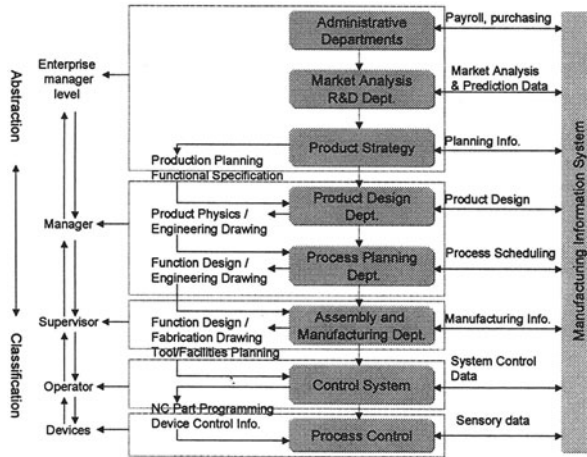 Abstraction
Classification
Enterprise manager
level
Manager
Supervisor
Operator
Devices
Administrative
Departments
Payroll, purchasing
Market Analysis
R&D Dept.
Market Analysis
& Prediction Data
Product Strategy
Planning Info.
Production Planning
Functional Specification
Product Design
Dept.
Product Design
Product Physics /
Engineering Drawing
Process Planning
Dept.
Process Scheduling
Function Design /
Engineering Drawing
Assembly and
Manufacturing Dept.
Manufacturing Info.
Function Design /
Fabrication Drawing
Tool/Facilities Planning
Control System
System Control
Data
NC Part Programming
Device Control Info.
Process Control
Sensory data
Manufacturing Information System